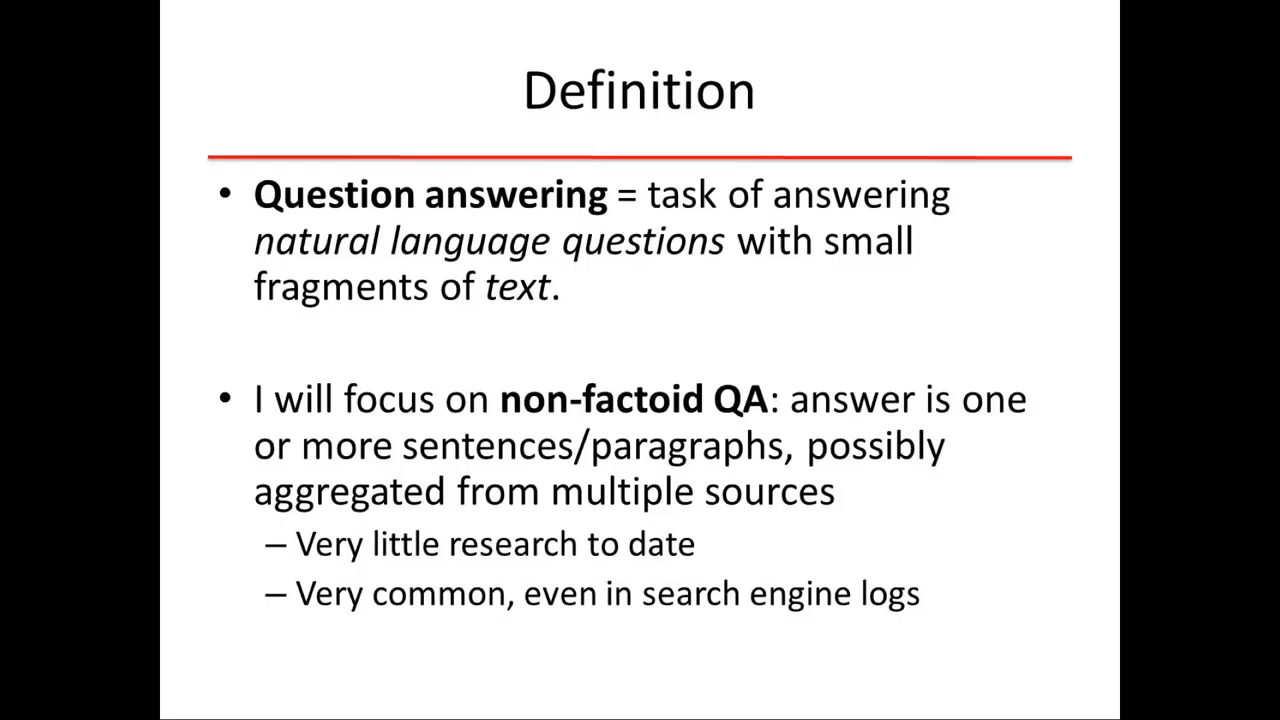 Definition
• Question answering = task of answering
natural language questions with small
fragments of text.
• I will focus on non-factoid QA: answer is one
or more sentences/paragraphs, possibly
aggregated from multiple sources
– Very little research to date
– Very common, even in search engine logs